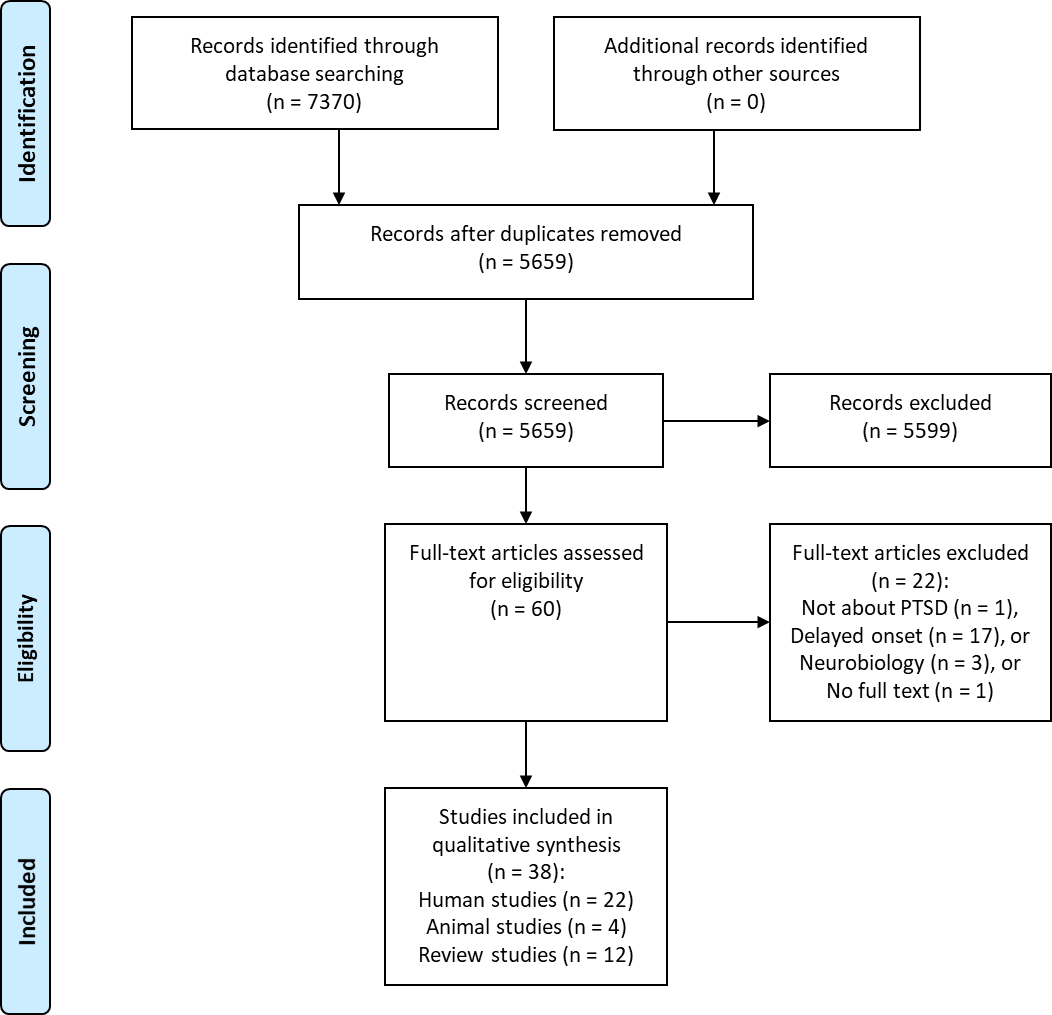 Identification
Records identified through
database searching
(n = 7370)
Additional records identified
through other sources
(n = 0)
Records after duplicates removed
(n = 5659)
Screening
Records screened
(n = 5659)
Records excluded
(n = 5599)
Eligibility
Full-text articles assessed
for eligibility
(n = 60)
Full-text articles excluded
(n = 22):
Not about PTSD (n = 1),
Delayed onset (n = 17), or
Neurobiology (n = 3), or
No full text (n = 1)
Included
Studies included in
qualitative synthesis
(n = 38):
Human studies (n = 22)
Animal studies (n = 4)
Review studies (n = 12)